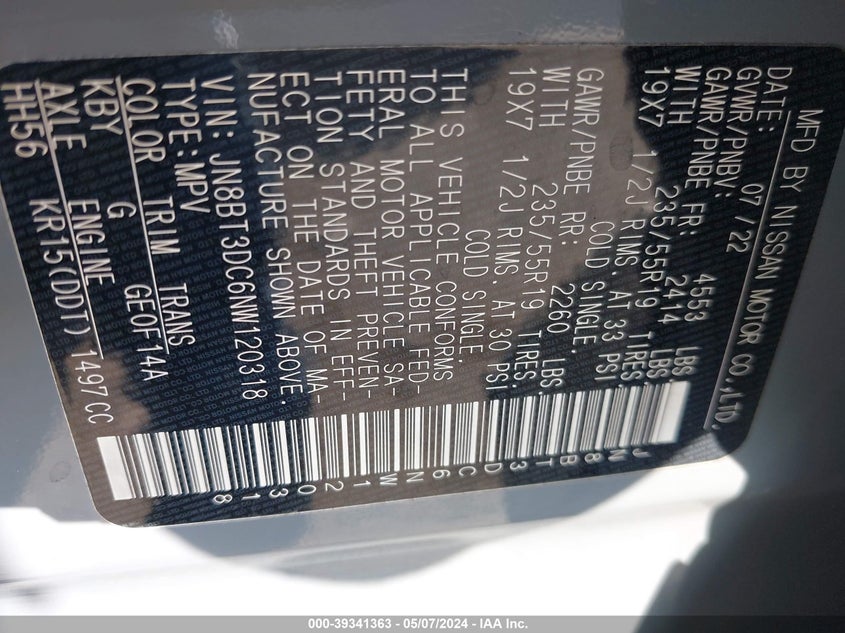 MFD BY NISSAN MOTOR CO.,LTD.
DATE: 07/22
GVWR/PNBV: 4553 LBS.
GAWR/PNBE FR: 2414 LBS.
WITH 235/55R19 TIRES.
19X7 1/2J RIMS. AT 33 PSI
COLD SINGLE.
GAWR/PNBE RR: 2260 LBS.
WITH 235/55R19 TIRES.
19X7 1/2J RIMS. AT 30 PSI
COLD SINGLE
THIS VEHICLE CONFORMS
TO ALL APPLICABLE FED-
ERAL MOTOR VEHICLE SA-
FETY AND THEFT PREVEN-
TION STANDARDS IN EFF-
ECT ON THE DATE OF MA-
NUFACTURE SHOWN ABOVE.
VIN: JN8BT3DC6NW120318
TYPE: MPV
COLOR TRIM TRANS
KBY G GE0F14A
AXLE ENGINE
HH56 KR15(DDT) 1497CC
JN8BT3DC6NW120318
000-39341363 - 05/07/2024 - IAA Inc.